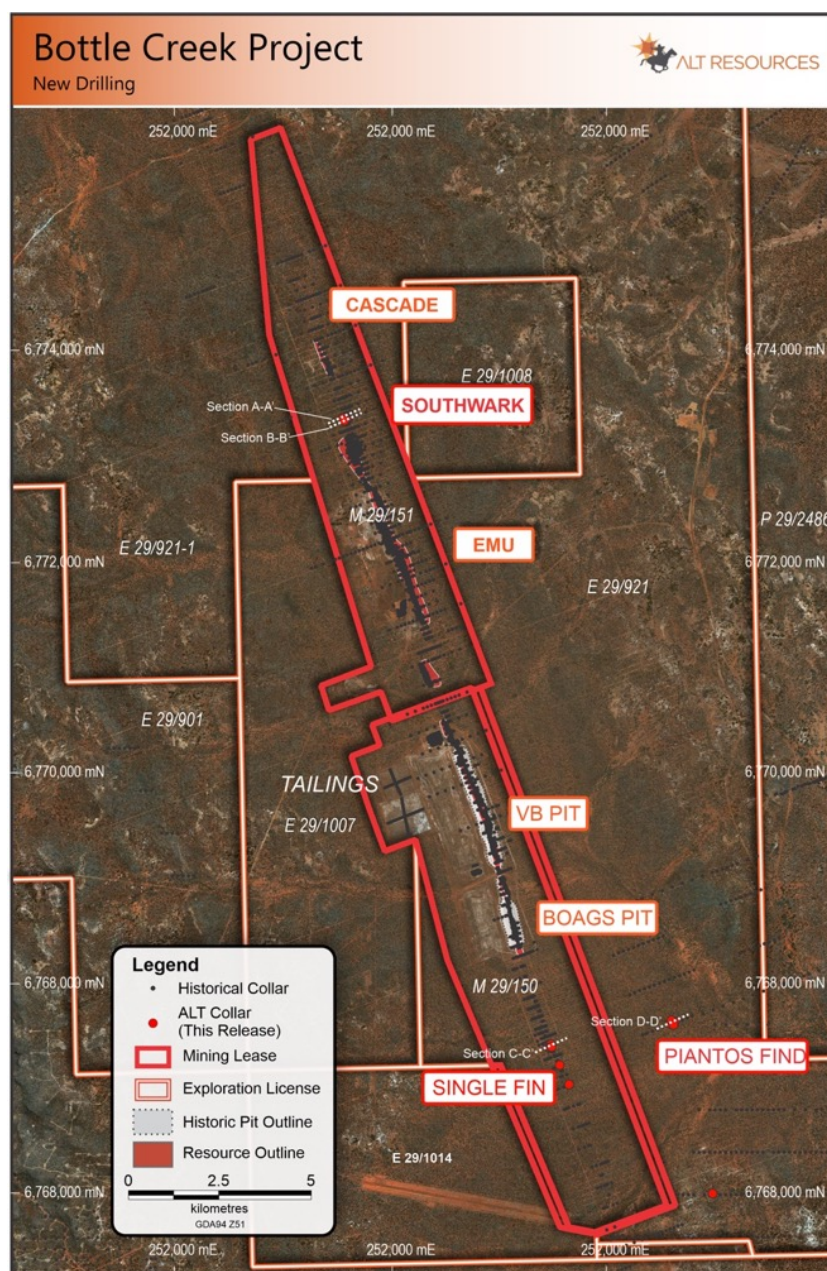 Bottle Creek Project
New Drilling
ALT RESOURCES
252,000 mE 252,000 mE 252,000 mE
CASCADE
6,774,000 mN 6,774,000 mN
E 29/1008
SOUTHWARK
Section A-A'
Section B-B'
M 29/151
P 29/2486
EMU
E 29/921-1
6,772,000 mN 6,772,000 mN
E 29/921
E 29/901
6,770,000 mN 6,770,000 mN
TAILINGS
VB PIT
E 29/1007
BOAGS PIT
Legend
Historical Collar
ALT Collar
(This Release)
Mining Lease
Exploration License
Historic Pit Outline
Resource Outline
0 2.5 5
kilometres
GDA94 Z51
6,768,000 mN
M 29/150
Section D-D'
Section C-C'
PIANTOS FIND
SINGLE FIN
E 29/1014
6,768,000 mN 6,768,000 mN
252,000 mE 252,000 mE 252,000 mE